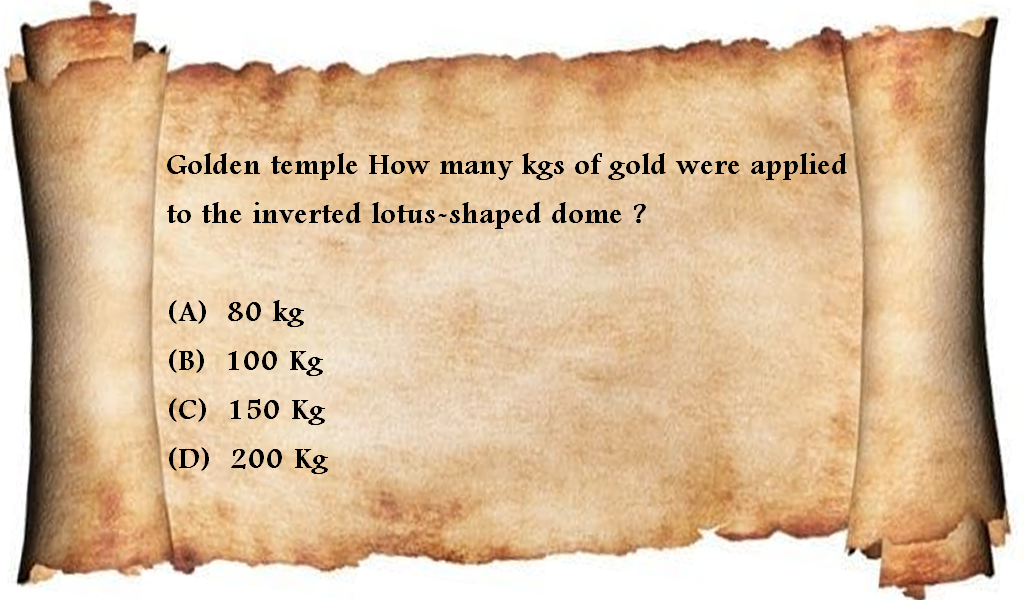 Golden temple How many kgs of gold were applied
to the inverted lotus-shaped dome ?
(A) 80 kg
(B) 100 Kg
(C) 150 Kg
(D) 200 Kg